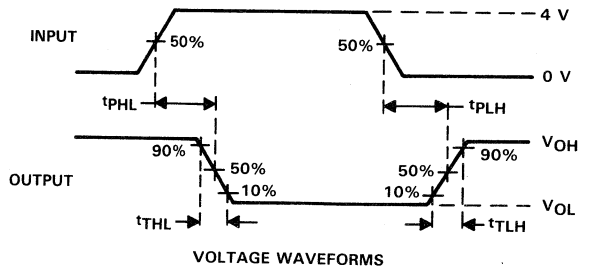 4 V
INPUT
50%
50%
0 V
tPHL
tPLH
VOH
90%
90%
50%
50%
OUTPUT
10%
10%
VOL
tTHL
tTLH
VOLTAGE WAVEFORMS